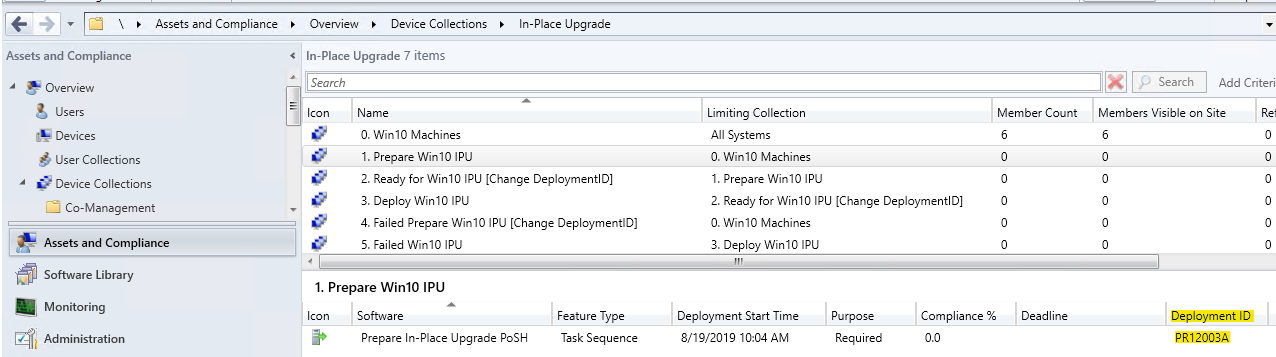 \ Assets and Compliance Overview Device Collections In-Place Upgrade
Assets and Compliance
Overview
Users
Devices
User Collections
Device Collections
Co-Management
Assets and Compliance
Software Library
Monitoring
Administration
In-Place Upgrade 7 items
Search Search Add Criteri
Icon Name Limiting Collection Member Count Members Visible on Site Ref
0. Win10 Machines All Systems 6 6 0
1. Prepare Win10 IPU 0. Win10 Machines 0 0 0
2. Ready for Win10 IPU [Change DeploymentID] 1. Prepare Win10 IPU 0 0 0
3. Deploy Win10 IPU 2. Ready for Win10 IPU [Change DeploymentID] 0 0 0
4. Failed Prepare Win10 IPU [Change DeploymentID] 0. Win10 Machines 0 0 0
5. Failed Win10 IPU 3. Deploy Win10 IPU 0 0 0
1. Prepare Win10 IPU
Icon Software Feature Type Deployment Start Time Purpose Compliance % Deadline Deployment ID
Prepare In-Place Upgrade PoSH Task Sequence 8/19/2019 10:04 AM Required 0.0 PR12003A